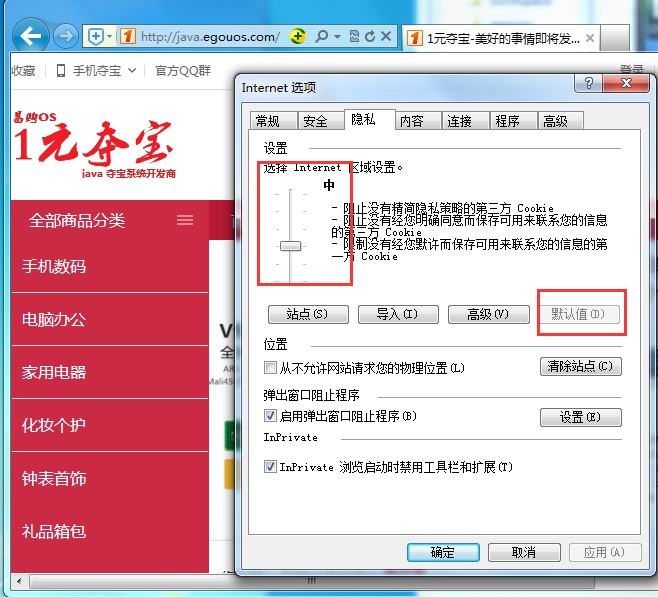 http://java.egouos.com/
1元夺宝-美好的事情即将发...
收藏
手机夺宝
官方QQ群
登录
易购OS
1元夺宝
java 夺宝系统开发商
全部商品分类
手机数码
电脑办公
家用电器
化妆个护
钟表首饰
礼品箱包
Internet 选项
常规 安全 隐私 内容 连接 程序 高级
设置
选择 Internet 区域设置。
中
- 阻止没有精简隐私策略的第三方 Cookie
- 阻止没有经您明确同意而保存可用来联系您的信息
的第三方 Cookie
- 限制没有经您默许而保存可用来联系您的信息的第
一方 Cookie
站点(S) 导入(I) 高级(V) 默认值(D)
位置
从不允许网站请求您的物理位置(L) 清除站点(C)
弹出窗口阻止程序
启用弹出窗口阻止程序(B) 设置(E)
InPrivate
InPrivate 浏览启动时禁用工具栏和扩展(T)
确定 取消 应用(A)